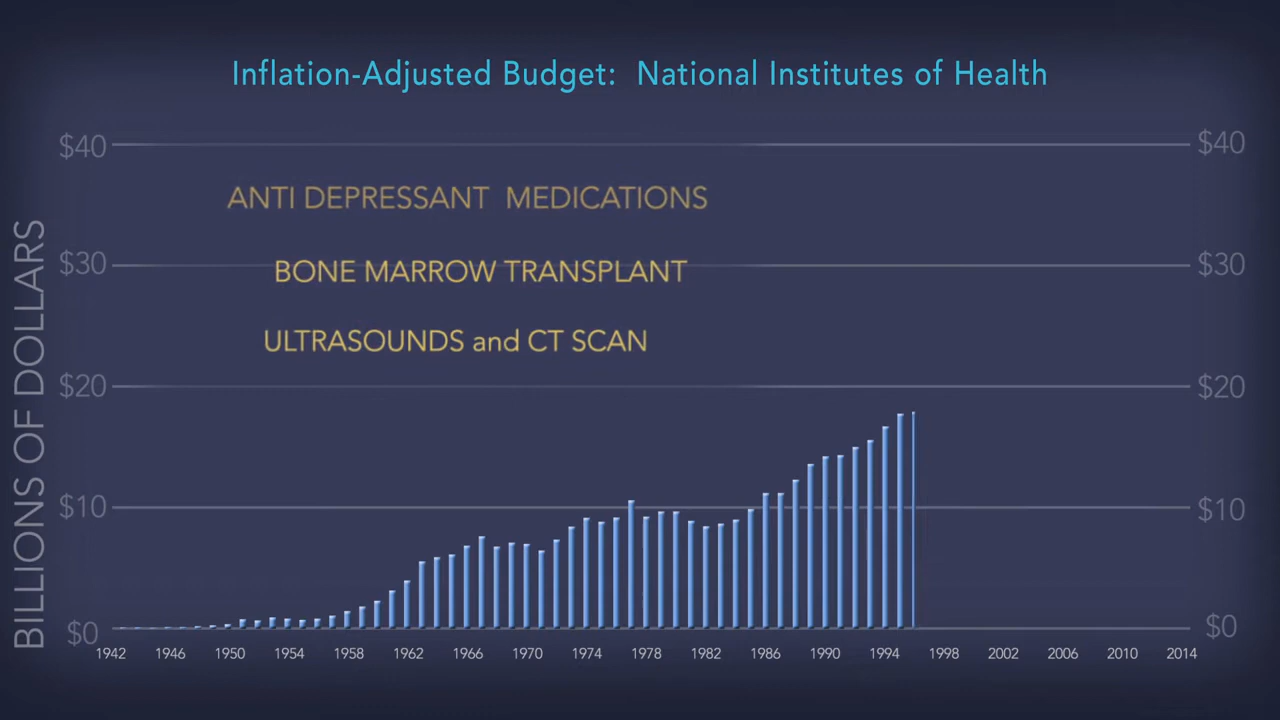 Inflation-Adjusted Budget: National Institutes of Health
$40 $40
ANTI DEPRESSANT MEDICATIONS
$30 $30
BONE MARROW TRANSPLANT
ULTRASOUNDS and CT SCAN
$20 $20
$10 $10
$0 $0
BILLIONS OF DOLLARS
1942 1946 1950 1954 1958 1962 1966 1970 1974 1978 1982 1986 1990 1994 1998 2002 2006 2010 2014